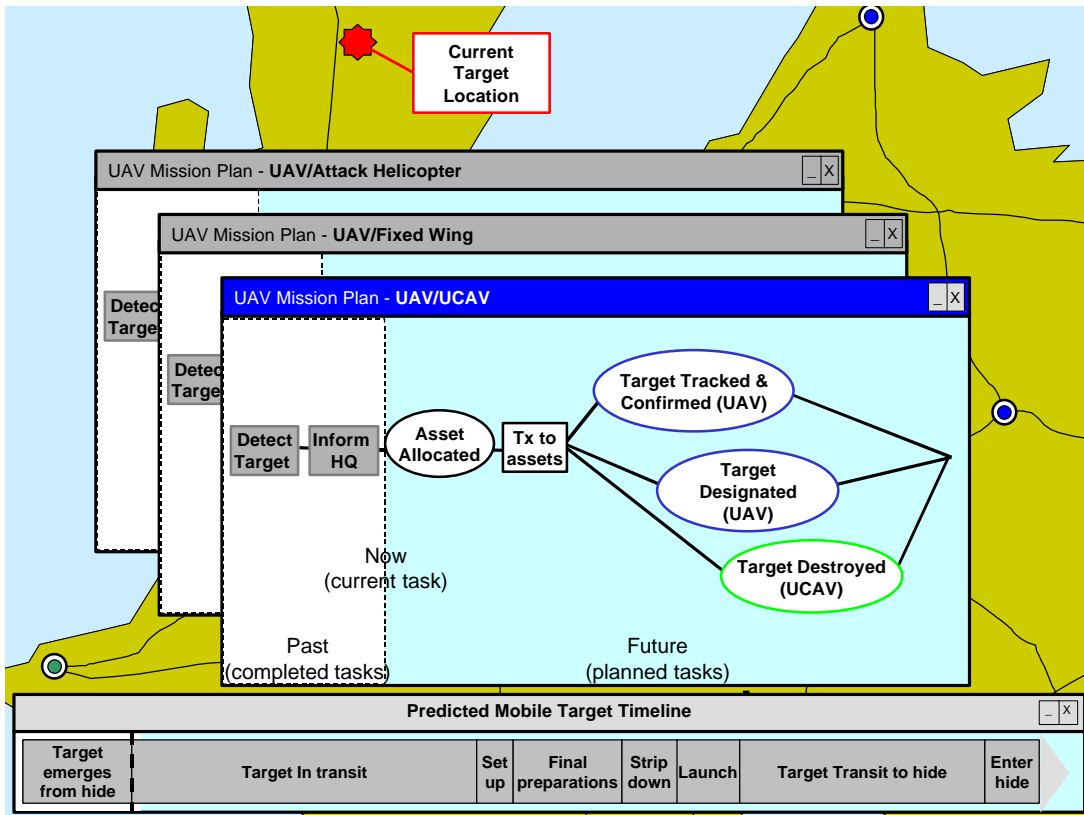 Current
Target
Location
UAV Mission Plan - UAV/Attack Helicopter
_ X
UAV Mission Plan - UAV/Fixed Wing
_ X
UAV Mission Plan - UAV/UCAV
_ X
Detec
Targe
Detec
Targe
Detect
Target
Inform
HQ
Asset
Allocated
Tx to
assets
Target Tracked &
Confirmed (UAV)
Target
Designated
(UAV)
Target Destroyed
(UCAV)
Now
(current task)
Past
(completed tasks)
Future
(planned tasks)
Predicted Mobile Target Timeline
_ X
Target
emerges
from hide
Target In transit
Set
up
Final
preparations
Strip
down
Launch
Target Transit to hide
Enter
hide